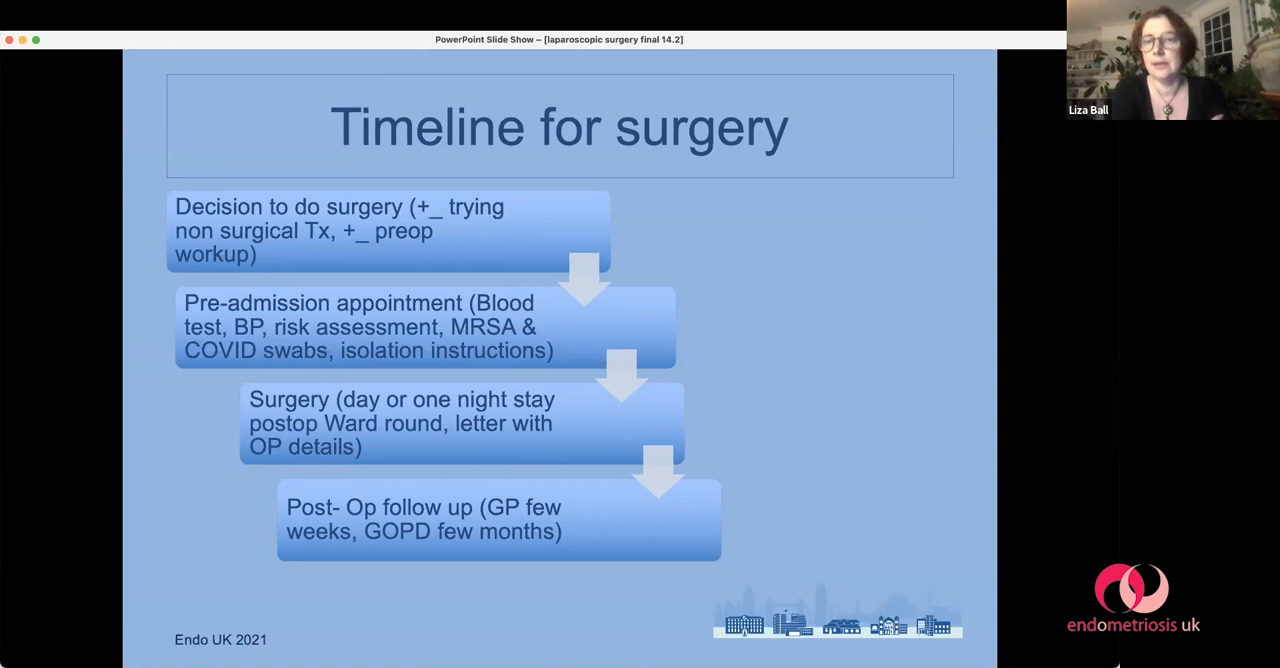 PowerPoint Slide Show – [laparoscopic surgery final 14.2]
Liza Ball
Timeline for surgery
Decision to do surgery (+_ trying
non surgical Tx, +_ preop
workup)
Pre-admission appointment (Blood
test, BP, risk assessment, MRSA &
COVID swabs, isolation instructions)
Surgery (day or one night stay
postop Ward round, letter with
OP details)
Post- Op follow up (GP few
weeks, GOPD few months)
Endo UK 2021
endometriosis uk